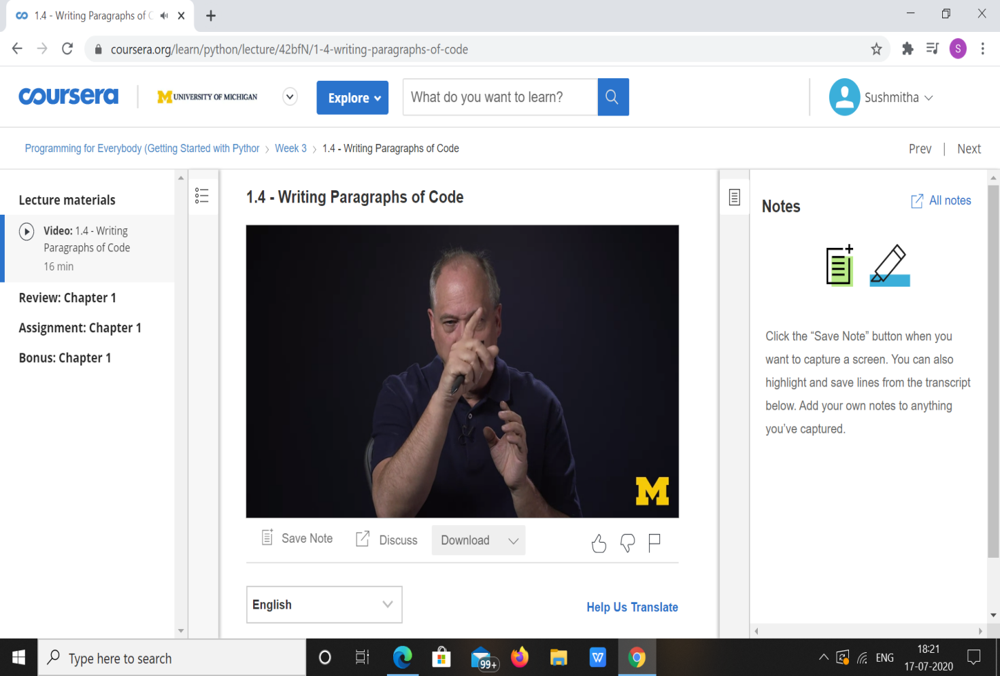 1.4 - Writing Paragraphs of C
coursera.org/learn/python/lecture/42bfN/1-4-writing-paragraphs-of-code
S
coursera
M UNIVERSITY OF MICHIGAN
Explore
What do you want to learn?
Sushmitha
Programming for Everybody (Getting Started with Pythor
Week 3
1.4 - Writing Paragraphs of Code
Prev | Next
Lecture materials
Video: 1.4 - Writing
Paragraphs of Code
16 min
Review: Chapter 1
Assignment: Chapter 1
Bonus: Chapter 1
1.4 - Writing Paragraphs of Code
M
Save Note
Discuss
Download
English
Help Us Translate
Notes
All notes
Click the “Save Note” button when you
want to capture a screen. You can also
highlight and save lines from the transcript
below. Add your own notes to anything
you’ve captured.
Type here to search
99+
W
ENG
18:21
17-07-2020